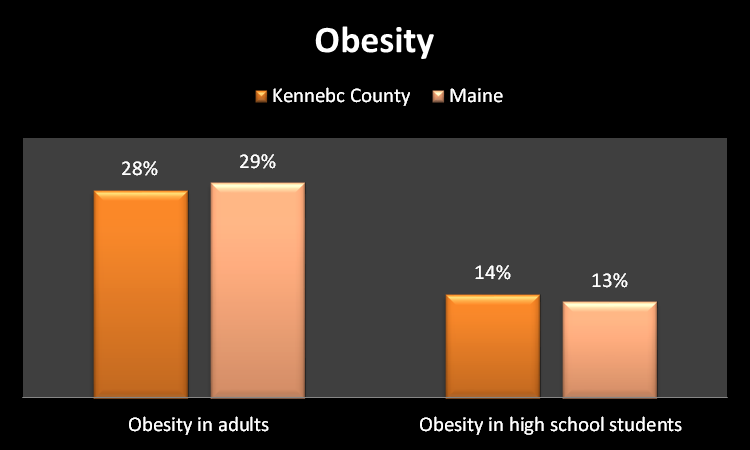 Obesity
Kennebc County Maine
28% 29%
14% 13%
Obesity in adults Obesity in high school students